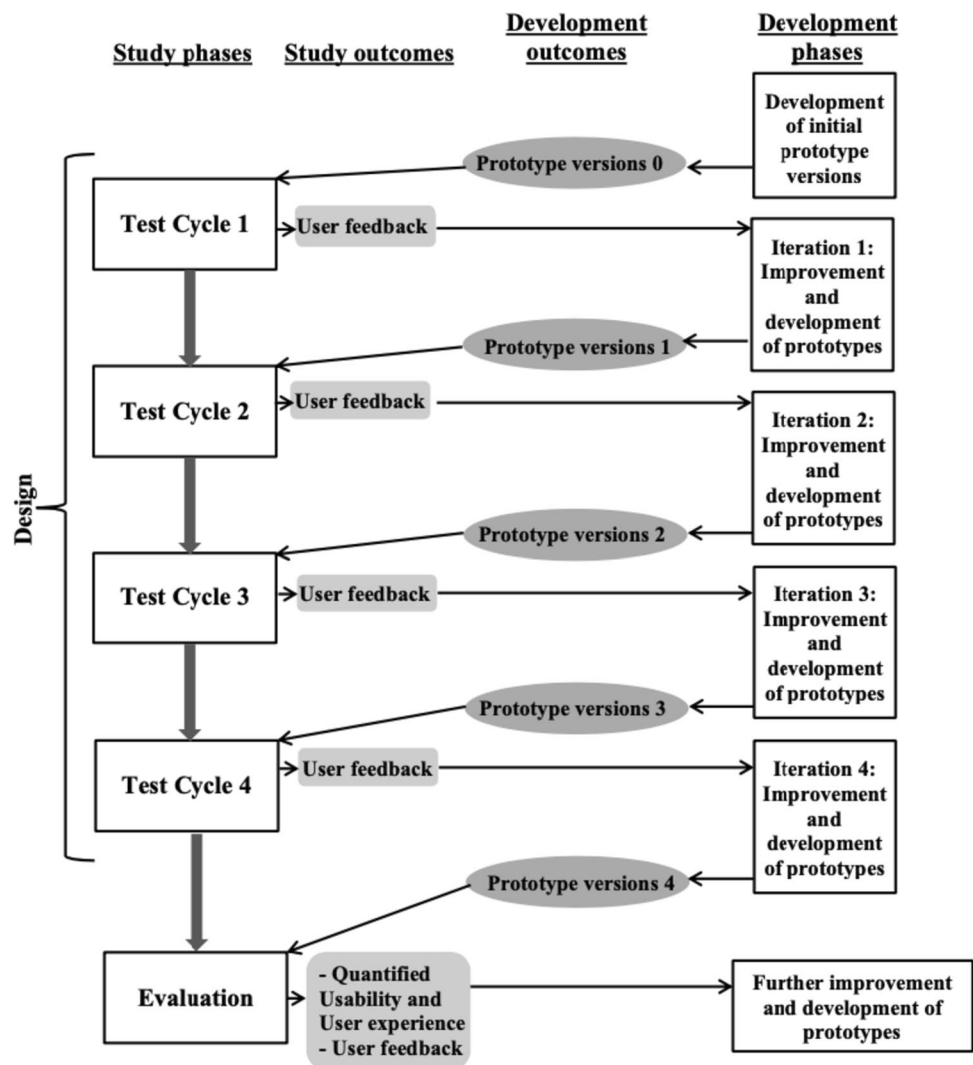 Study phases
Study outcomes
Development
outcomes
Development
phases
Development
of initial
prototype
versions
Prototype versions 0
Test Cycle 1
User feedback
Iteration 1:
Improvement
and
development
of prototypes
Prototype versions 1
Test Cycle 2
User feedback
Iteration 2:
Improvement
and
development
of prototypes
Design
Prototype versions 2
Test Cycle 3
User feedback
Iteration 3:
Improvement
and
development
of prototypes
Prototype versions 3
Test Cycle 4
User feedback
Iteration 4:
Improvement
and
development
of prototypes
Prototype versions 4
Evaluation
- Quantified
Usability and
User experience
- User feedback
Further improvement
and development of
prototypes